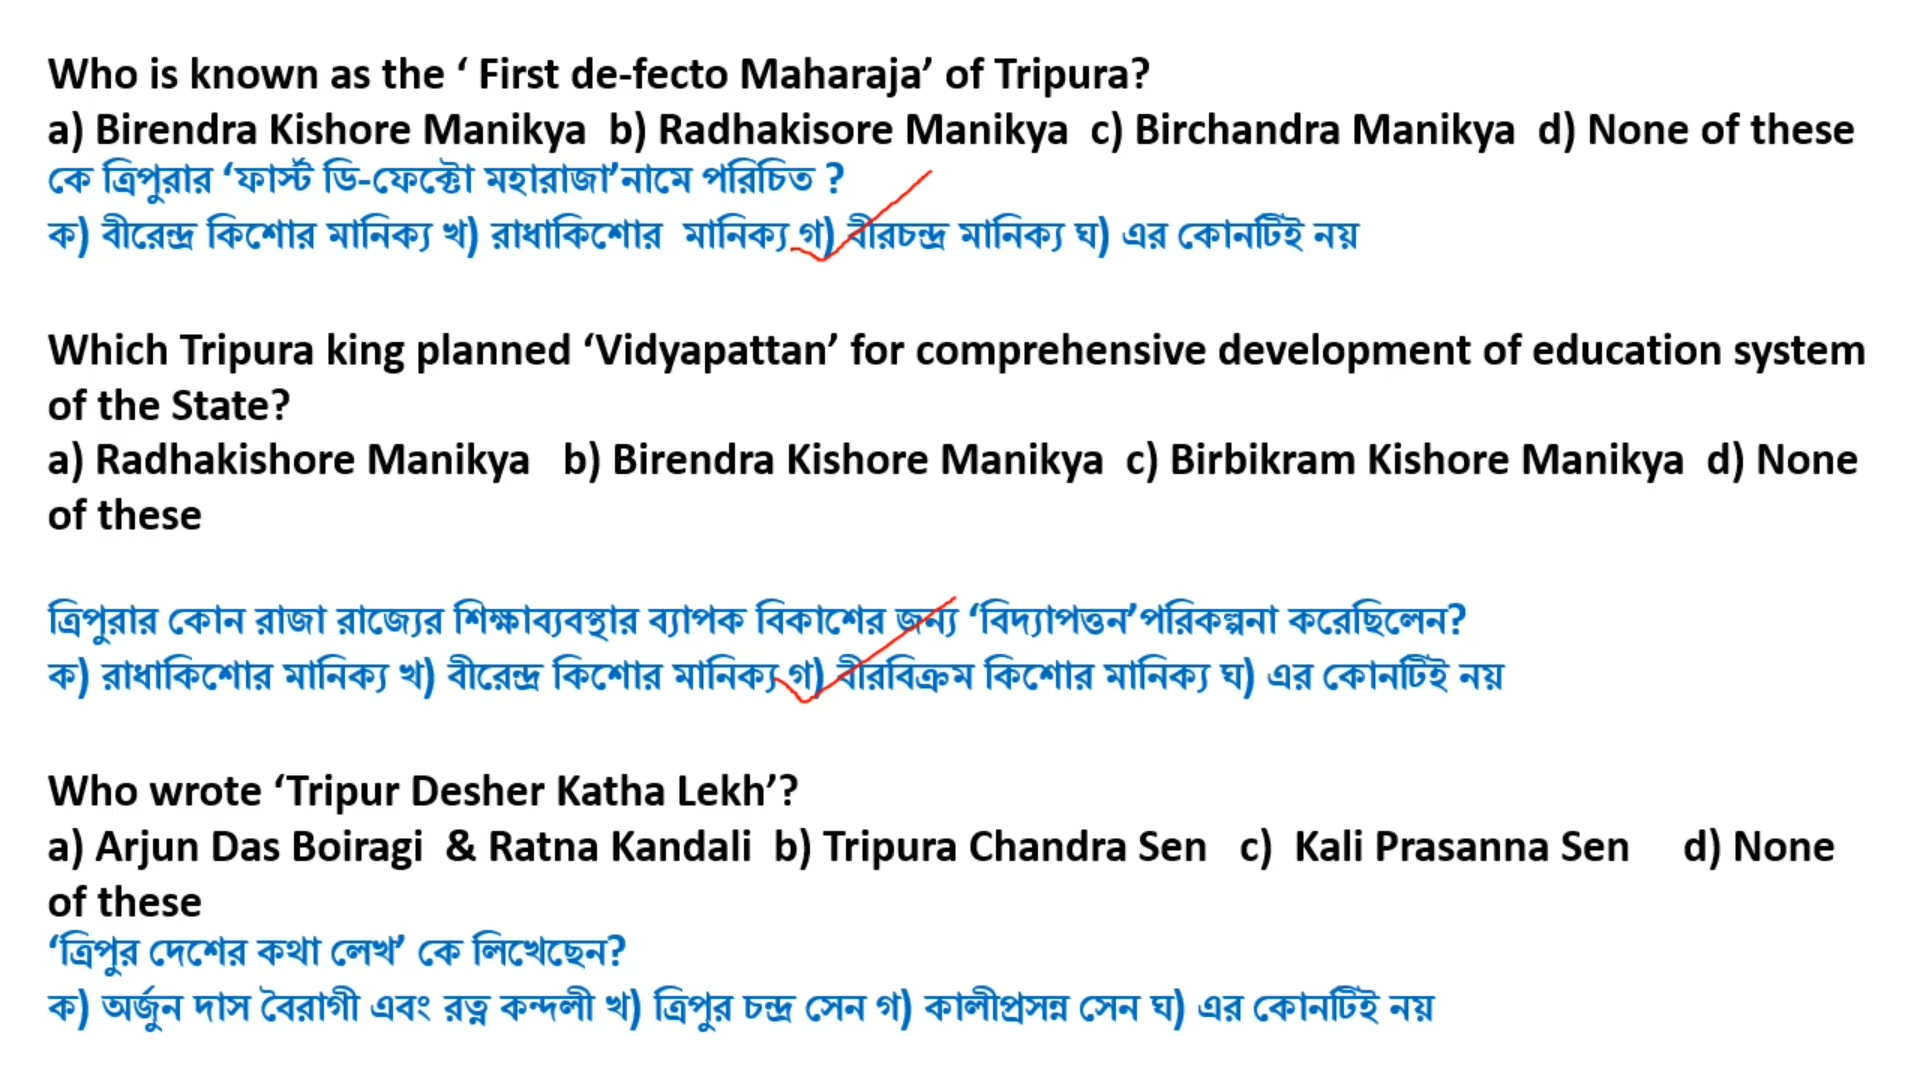 Who is known as the ‘ First de-fecto Maharaja’ of Tripura?
a) Birendra Kishore Manikya  b) Radhakisore Manikya  c) Birchandra Manikya  d) None of these
কে ত্রিপুরার ‘ফার্স্ট ডি-ফেক্টো মহারাজা’নামে পরিচিত ?
ক) বীরেন্দ্র কিশোর মানিক্য খ) রাধাকিশোর  মানিক্য গ) বীরচন্দ্র মানিক্য ঘ) এর কোনটিই নয়
Which Tripura king planned ‘Vidyapattan’ for comprehensive development of education system
of the State?
a) Radhakishore Manikya   b) Birendra Kishore Manikya  c) Birbikram Kishore Manikya  d) None
of these
ত্রিপুরার কোন রাজা রাজ্যের শিক্ষাব্যবস্থার ব্যাপক বিকাশের জন্য ‘বিদ্যাপত্তন’পরিকল্পনা করেছিলেন?
ক) রাধাকিশোর মানিক্য খ) বীরেন্দ্র কিশোর মানিক্য গ) বীরবিক্রম কিশোর মানিক্য ঘ) এর কোনটিই নয়
Who wrote ‘Tripur Desher Katha Lekh’?
a) Arjun Das Boiragi  & Ratna Kandali  b) Tripura Chandra Sen   c)  Kali Prasanna Sen     d) None
of these
‘ত্রিপুর দেশের কথা লেখ’ কে লিখেছেন?
ক) অর্জুন দাস বৈরাগী এবং রত্ন কন্দলী খ) ত্রিপুর চন্দ্র সেন গ) কালীপ্রসন্ন সেন ঘ) এর কোনটিই নয়